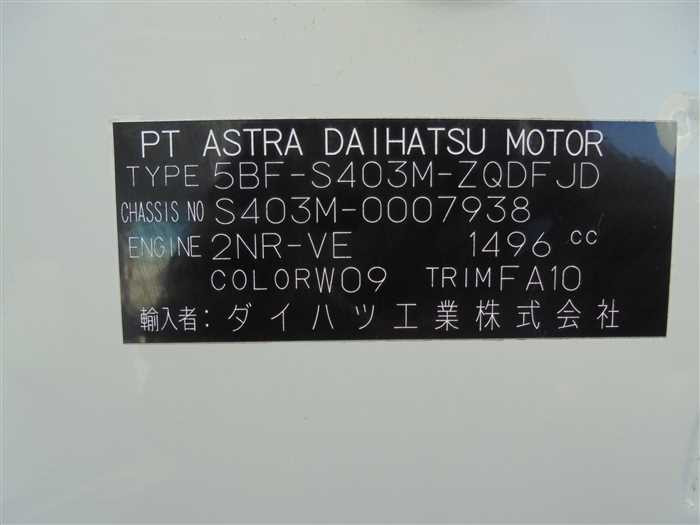 PT ASTRA DAIHATSU MOTOR
TYPE 5BF-S403M-ZQDFJD
CHASSIS NO S403M-0007938
ENGINE 2NR-VE 1496 cc
COLOR W09 TRIM FA10
輸入者: ダイハツ工業株式会社